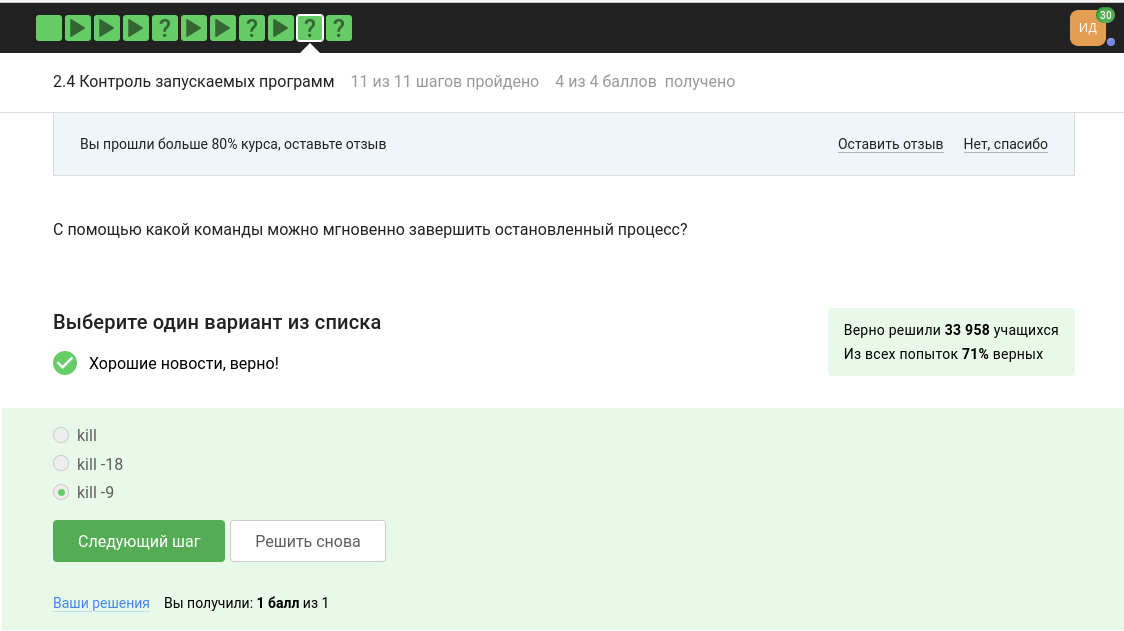 ? ? ? ?
ИД 30
2.4 Контроль запускаемых программ 11 из 11 шагов пройдено 4 из 4 баллов получено
Вы прошли больше 80% курса, оставьте отзыв Оставить отзыв Нет, спасибо
С помощью какой команды можно мгновенно завершить остановленный процесс?
Выберите один вариант из списка
Хорошие новости, верно!
Верно решили 33 958 учащихся
Из всех попыток 71% верных
kill
kill -18
kill -9
Следующий шаг Решить снова
Ваши решения Вы получили: 1 балл из 1